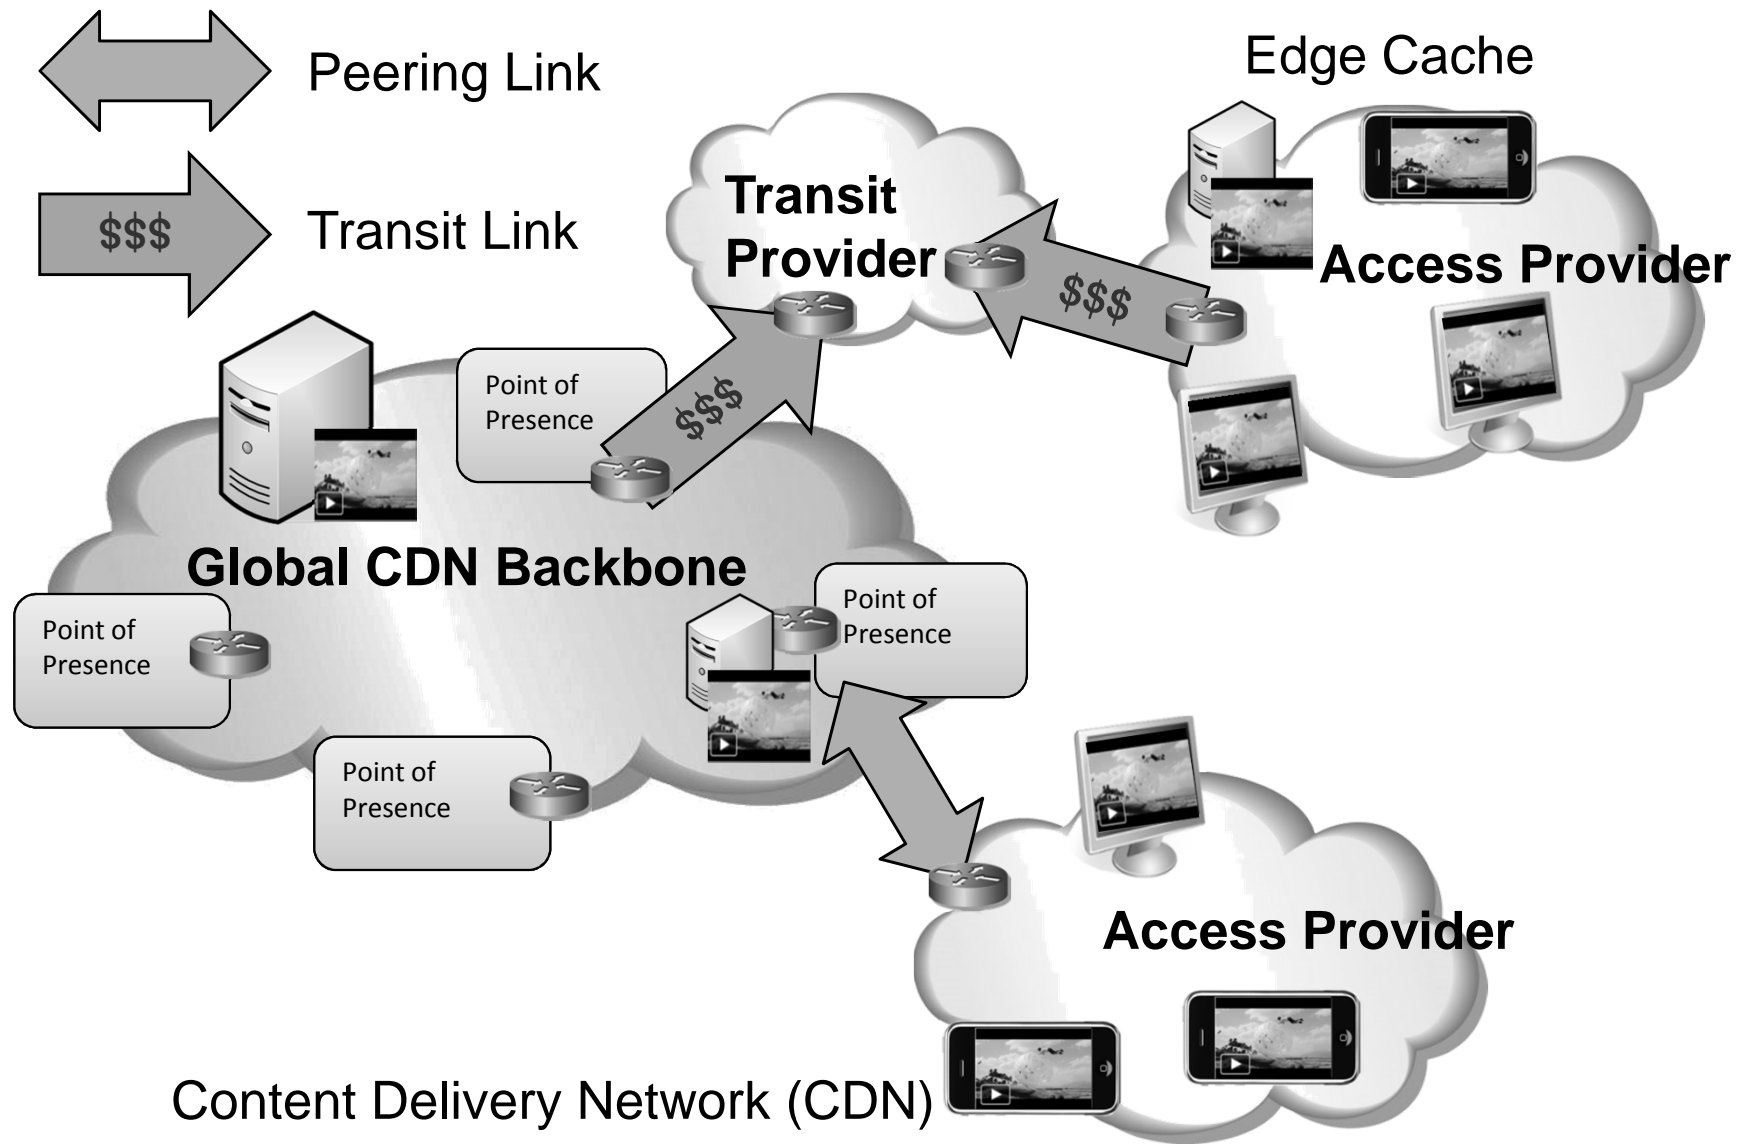 Peering Link
Edge Cache
$$$
Transit Link
Transit
Provider
$$$
Access Provider
Point of
Presence
$$$
Global CDN Backbone
Point of
Presence
Point of
Presence
Point of
Presence
Access Provider
Content Delivery Network (CDN)